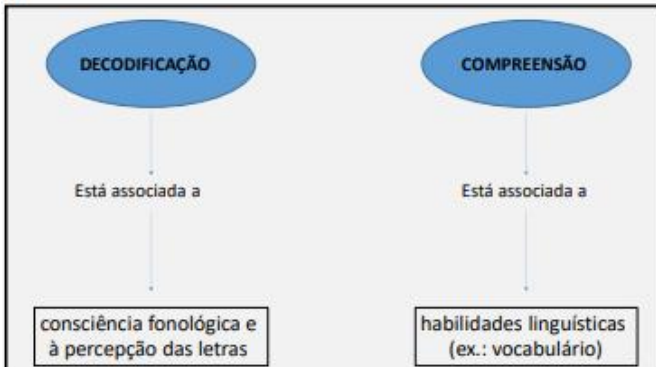 DECODIFICAÇÃO
COMPREENSÃO
Está associada a
Está associada a
consciência fonológica e
à percepção das letras
habilidades linguísticas
(ex.: vocabulário)